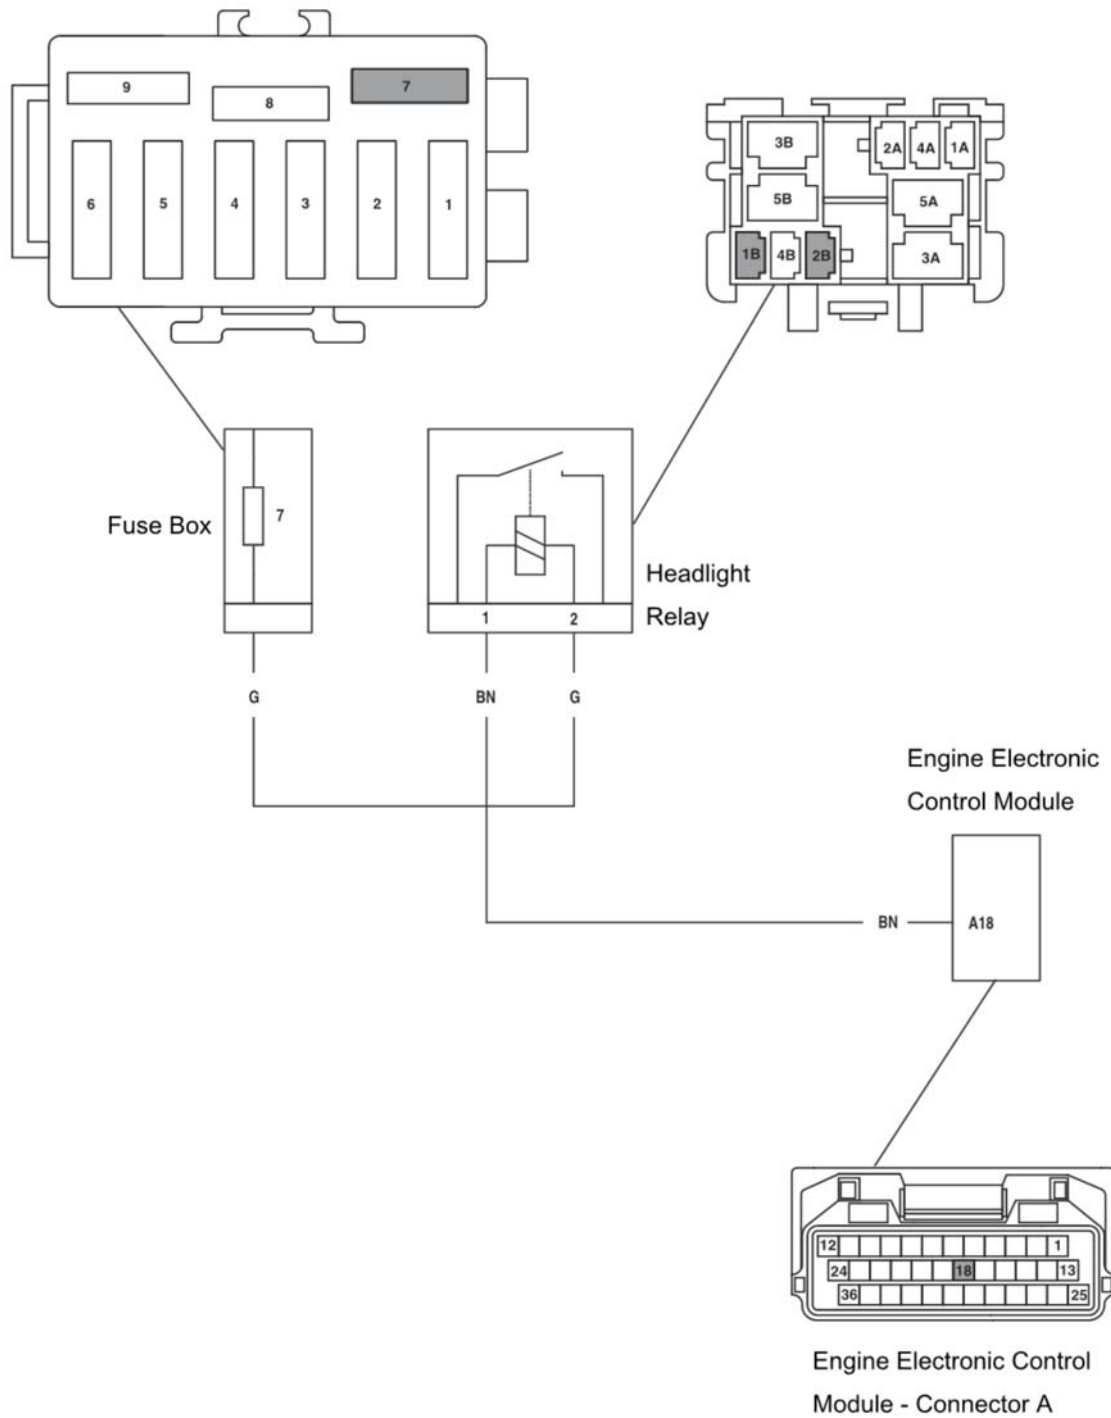 9
8
7
6
5
4
3
2
1
3B
2A
4A
1A
5B
5A
1B
4B
2B
3A
Fuse Box
7
Headlight
Relay
1
2
G
BN
G
Engine Electronic
Control Module
BN
A18
12
1
24
18
13
36
25
Engine Electronic Control
Module - Connector A